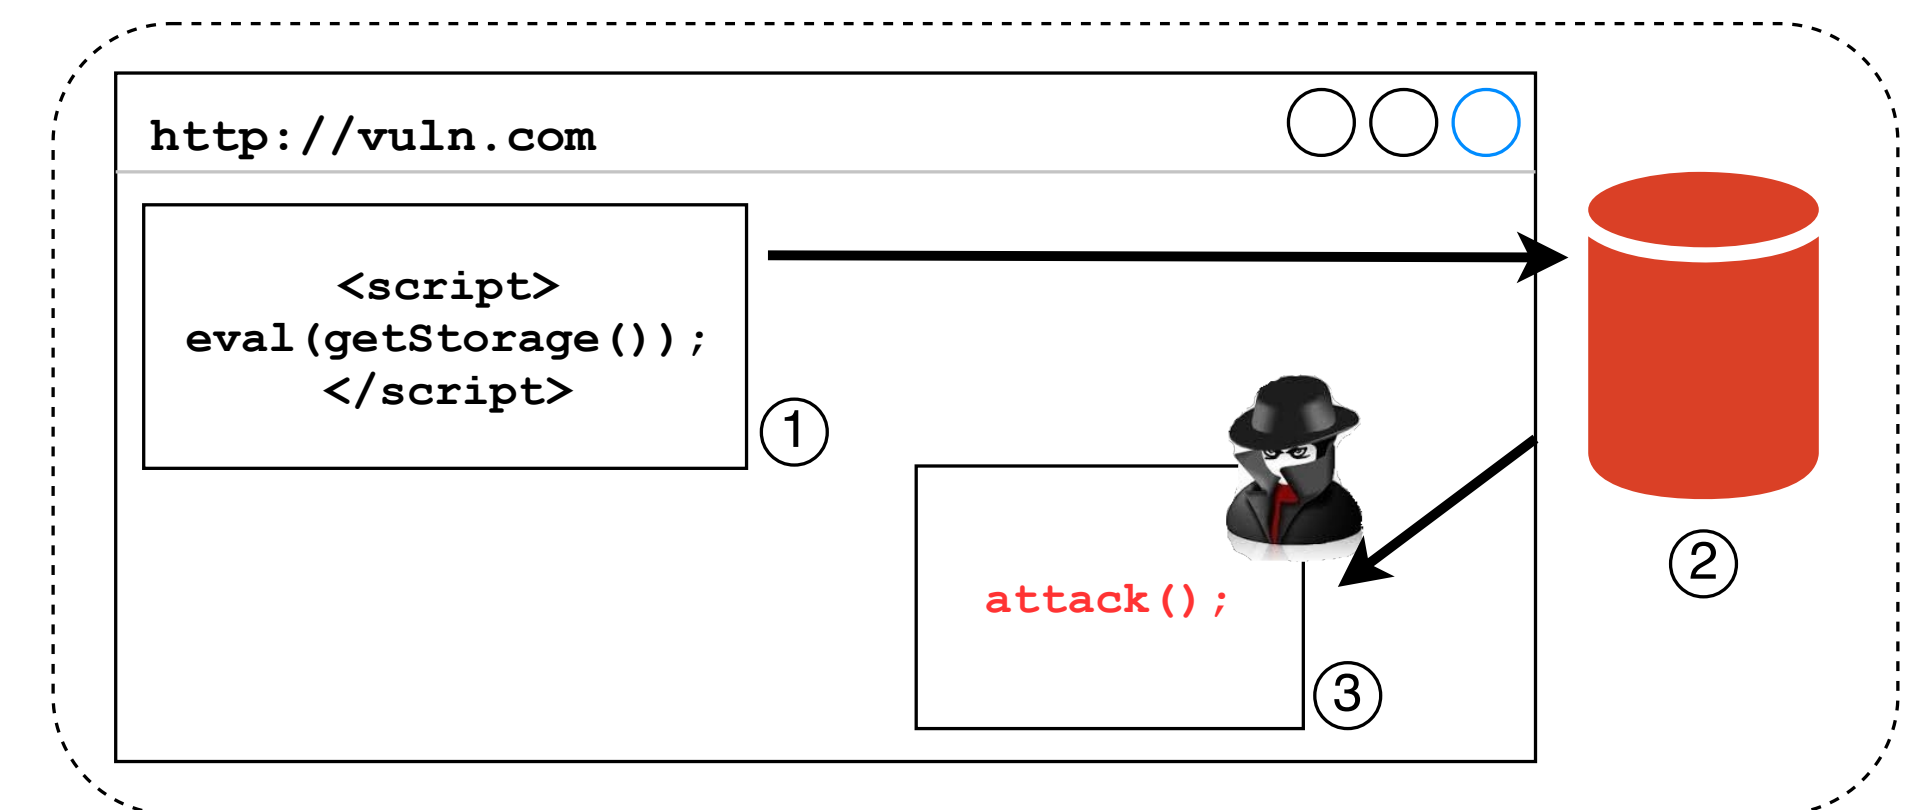 http://vuln.com
<script>
eval(getStorage());
</script>
1
attack();
2
3